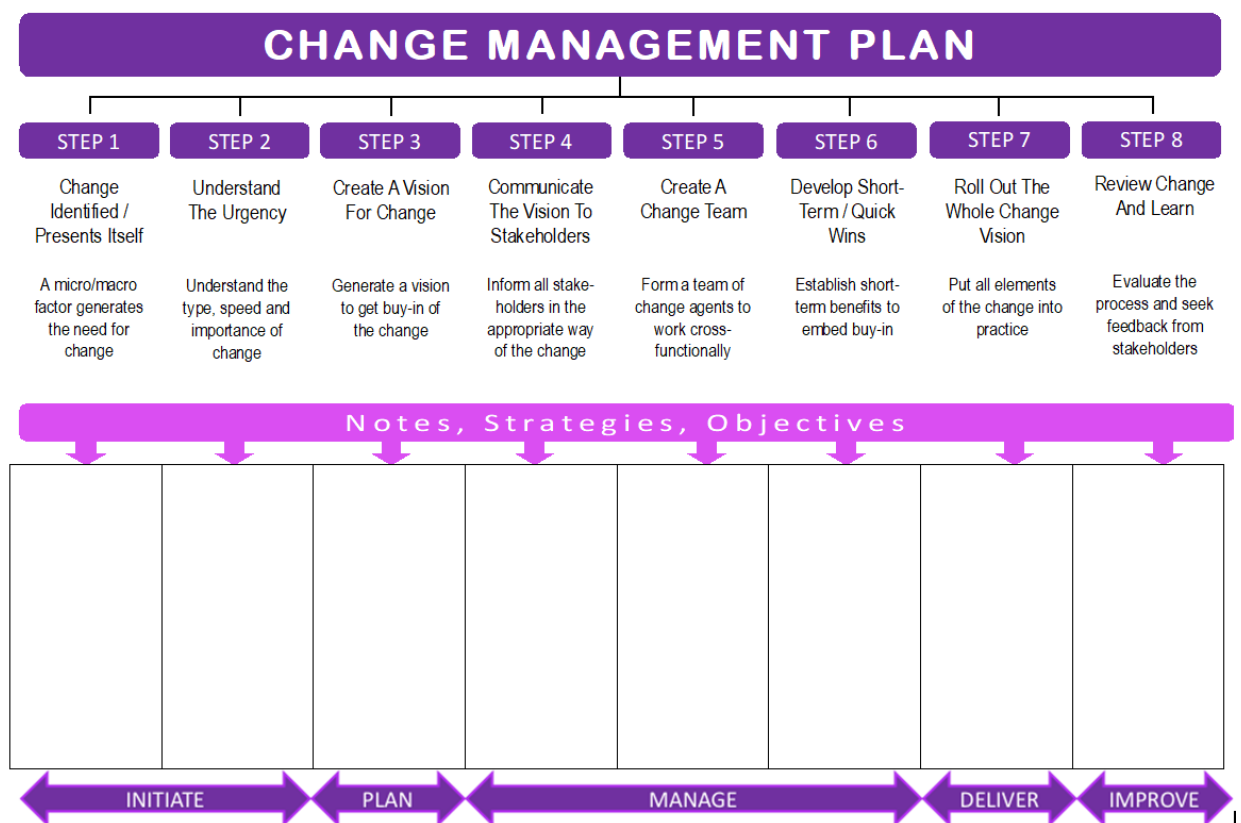 CHANGE MANAGEMENT PLAN
STEP 1
Change
Identified /
Presents Itself
A micro/macro
factor generates
the need for
change
STEP 2
Understand
The Urgency
Understand the
type, speed and
importance of
change
STEP 3
Create A Vision
For Change
Generate a vision
to get buy-in of
the change
STEP 4
Communicate
The Vision To
Stakeholders
Inform all stake-
holders in the
appropriate way
of the change
STEP 5
Create A
Change Team
Form a team of
change agents to
work cross-
functionally
STEP 6
Develop Short-
Term / Quick
Wins
Establish short-
term benefits to
embed buy-in
STEP 7
Roll Out The
Whole Change
Vision
Put all elements
of the change into
practice
STEP 8
Review Change
And Learn
Evaluate the
process and seek
feedback from
stakeholders
Notes, Strategies, Objectives
INITIATE
PLAN
MANAGE
DELIVER
IMPROVE